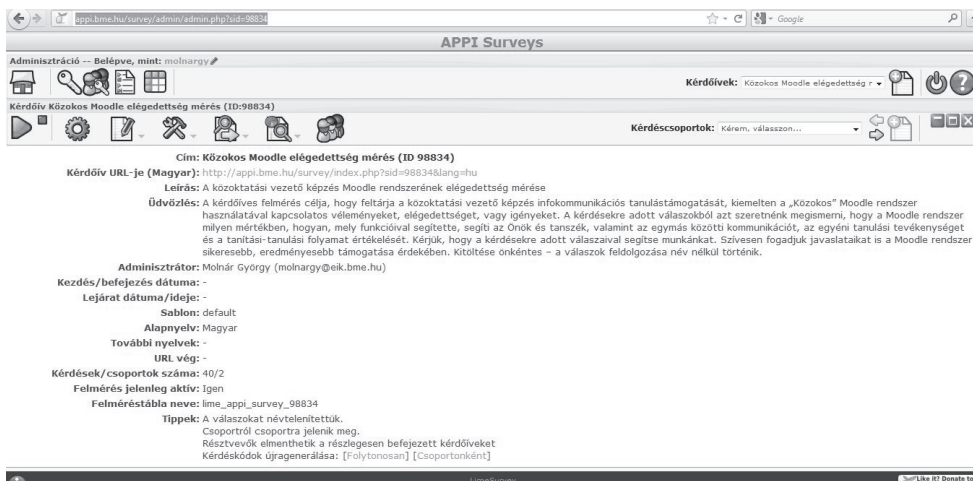 appi.bme.hu/survey/admin/admin.php?sid=98834
Google
APPI Surveys
Adminisztráció -- Belépve, mint: molnargy
Kérdőívek: Közokos Moodle elégedettség r
Kérdőív Közokos Moodle elégedettség mérés (ID:98834)
Kérdéscsoportok: Kérem, válasszon...
Cím: Közokos Moodle elégedettség mérés (ID 98834)
Kérdőív URL-je (Magyar): http://appi.bme.hu/survey/index.php?sid=98834&lang=hu
Leírás: A közoktatási vezető képzés Moodle rendszerének elégedettség mérése
Üdvözlés: A kérdőíves felmérés célja, hogy feltárja a közoktatási vezető képzés infokommunikációs tanulástámogatását, kiemelten a „Közokos” Moodle rendszer
használatával kapcsolatos véleményeket, elégedettséget, vagy igényeket. A kérdésekre adott válaszokból azt szeretnénk megismerni, hogy a Moodle rendszer
milyen mértékben, hogyan, mely funkcióival segítette, segíti az Önök és tanszék, valamint az egymás közötti kommunikációt, az egyéni tanulási tevékenységet
és a tanítási-tanulási folyamat értékelését. Kérjük, hogy a kérdésekre adott válaszaival segítse munkánkat. Szívesen fogadjuk javaslataikat is a Moodle rendszer
sikeresebb, eredményesebb támogatása érdekében. Kitöltése önkéntes – a válaszok feldolgozása név nélkül történik.
Adminisztrátor: Molnár György (molnargy@eik.bme.hu)
Kezdés/befejezés dátuma: -
Lejárat dátuma/ideje: -
Sablon: default
Alapnyelv: Magyar
További nyelvek: -
URL vég: -
Kérdések/csoportok száma: 40/2
Felmérés jelenleg aktív: Igen
Felméréstábla neve: lime_appi_survey_98834
Tippek: A válaszokat névtelenítettük.
Csoportról csoportra jelenik meg.
Résztvevők elmenthetik a részlegesen befejezett kérdőíveket
Kérdéskódok újragenerálása: [Folytonosan] [Csoportonként]
LimeSurvey
Like it? Donate to